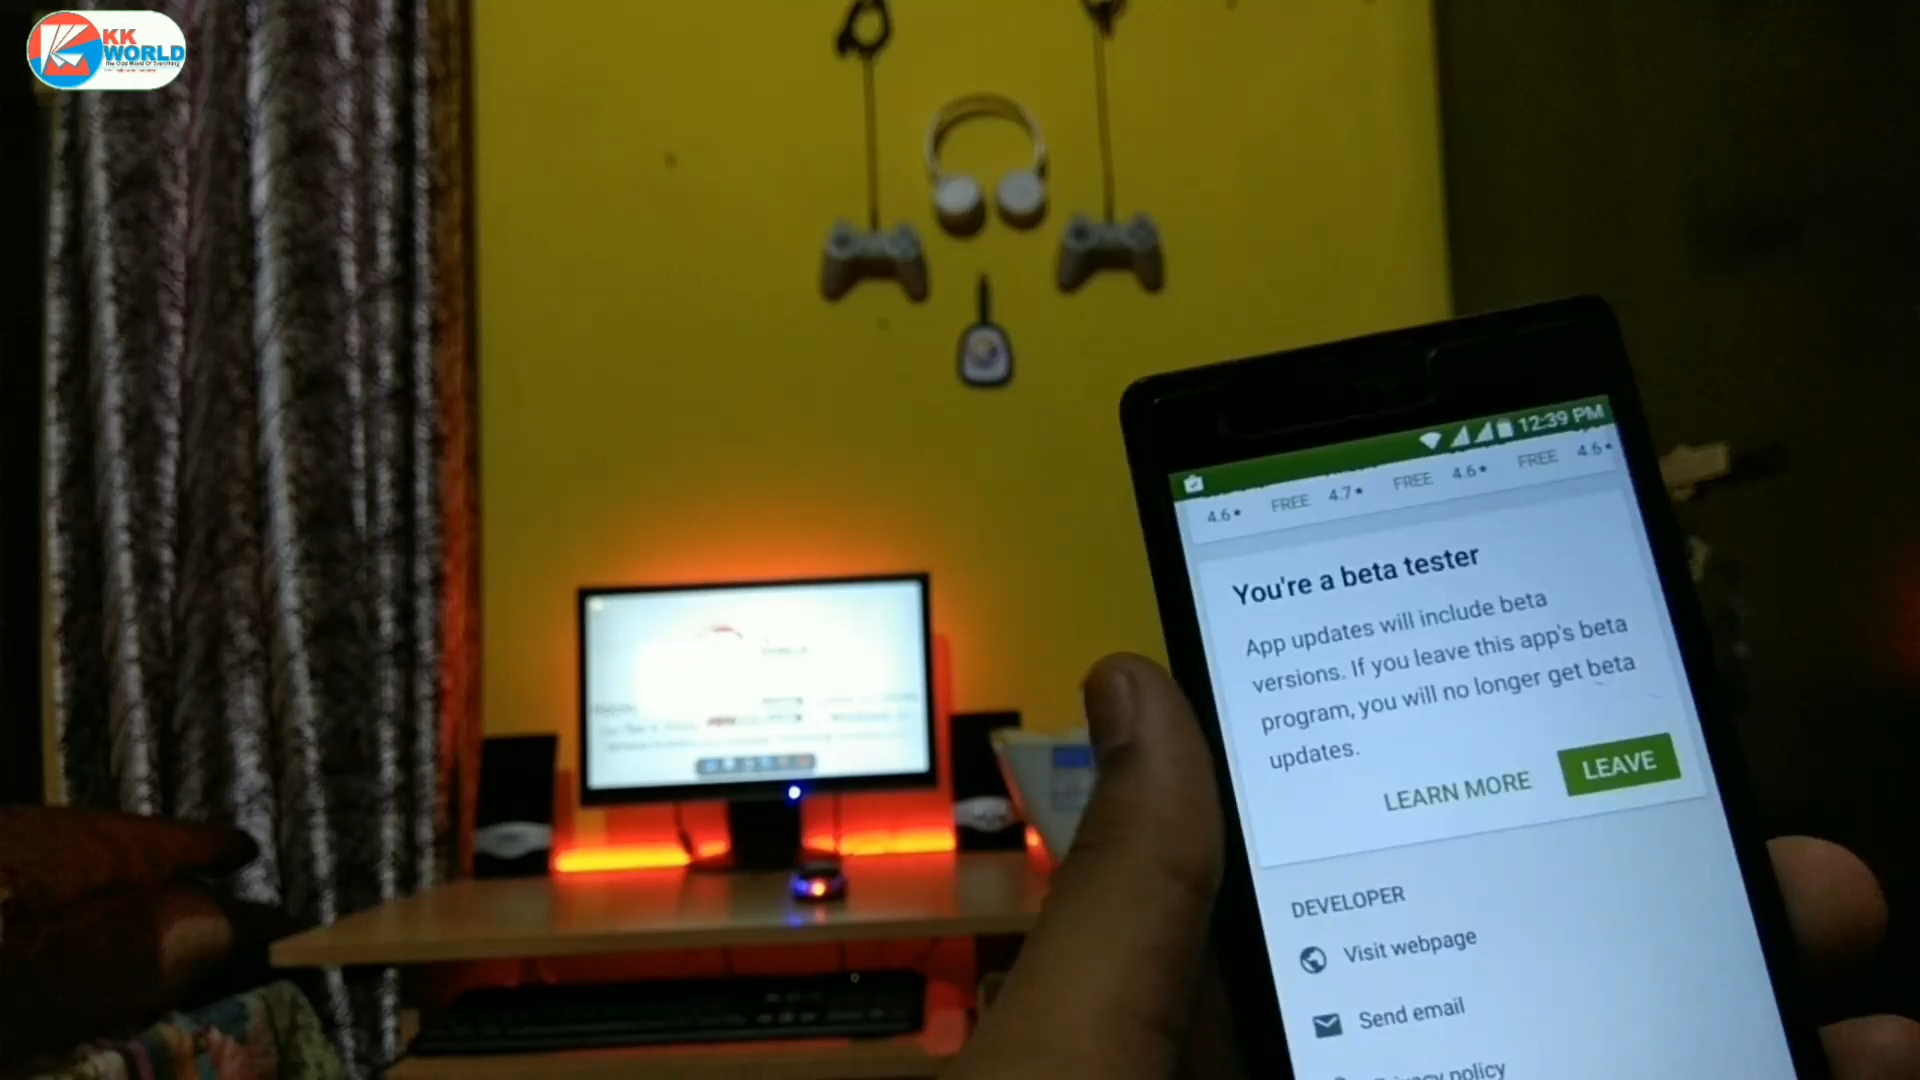 KK
WORLD
12:39 PM
4.6★ FREE 4.7★ FREE 4.6★ FREE 4.6★
You're a beta tester
App updates will include beta
versions. If you leave this app's beta
program, you will no longer get beta
updates.
LEARN MORE LEAVE
DEVELOPER
Visit webpage
Send email
policy